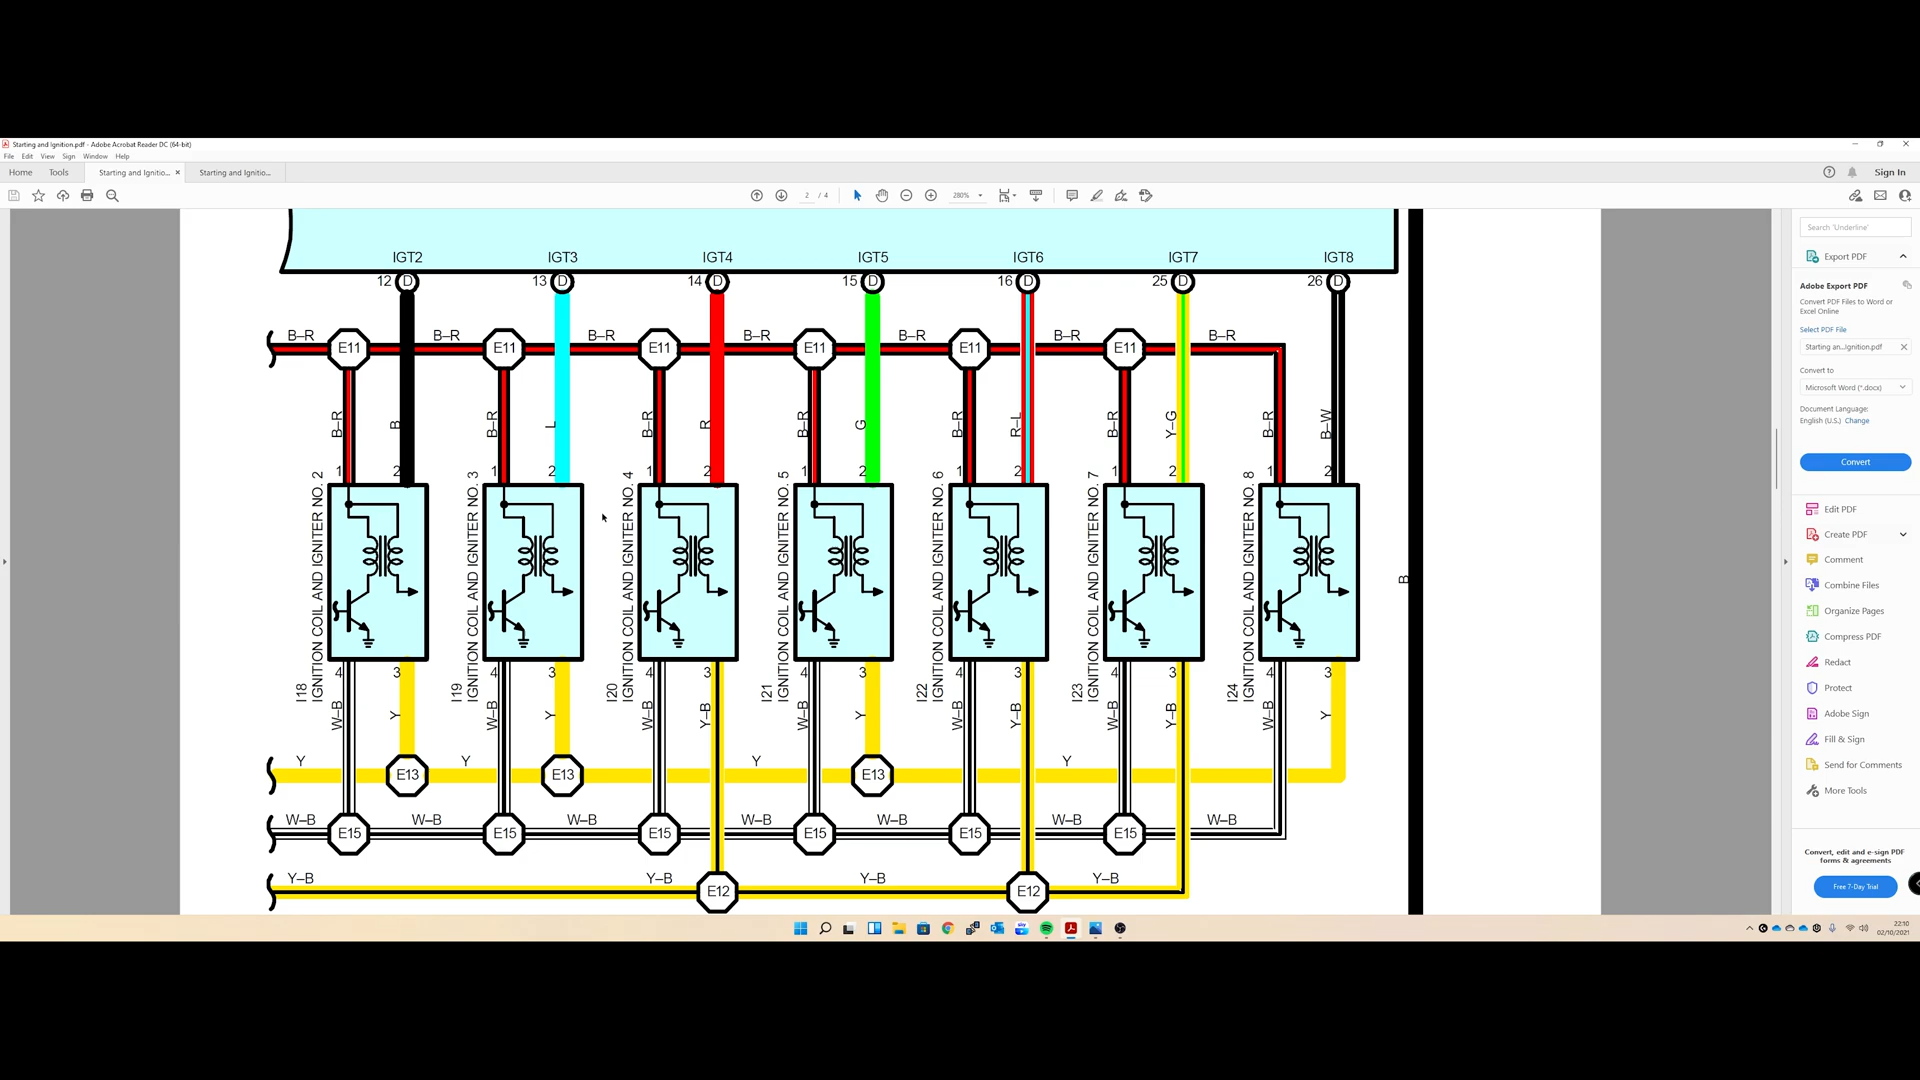 Starting and Ignition.pdf - Adobe Acrobat Reader DC (64-bit)
File Edit View Sign Window Help
Home Tools Starting and Ignitio... × Starting and Ignitio... Sign In
2 / 4 280%
Search 'Underline'
Export PDF
Adobe Export PDF
Convert PDF Files to Word or
Excel Online
Select PDF File
Starting an...Ignition.pdf ×
Convert to
Microsoft Word (*.docx)
Document Language:
English (U.S.) Change
Convert
Edit PDF
Create PDF
Comment
Combine Files
Organize Pages
Compress PDF
Redact
Protect
Adobe Sign
Fill & Sign
Send for Comments
More Tools
Convert, edit and e-sign PDF
forms & agreements
Free 7-Day Trial
IGT2 IGT3 IGT4 IGT5 IGT6 IGT7 IGT8
12 D 13 D 14 D 15 D 16 D 25 D 26 D
B–R B–R B–R B–R B–R B–R B–R
E11 E11 E11 E11 E11 E11
B–R B B–R L B–R R B–R G B–R R–L B–R Y–G B–R B–W
1 2 1 2 1 2 1 2 1 2 1 2 1 2
I18
IGNITION COIL AND IGNITER NO. 2
I19
IGNITION COIL AND IGNITER NO. 3
I20
IGNITION COIL AND IGNITER NO. 4
I21
IGNITION COIL AND IGNITER NO. 5
I22
IGNITION COIL AND IGNITER NO. 6
I23
IGNITION COIL AND IGNITER NO. 7
I24
IGNITION COIL AND IGNITER NO. 8
B
4 3 4 3 4 3 4 3 4 3 4 3 4 3
W–B Y W–B Y W–B Y–B W–B Y W–B Y–B W–B Y–B W–B Y
Y Y Y Y
E13 E13 E13
W–B W–B W–B W–B W–B W–B W–B
E15 E15 E15 E15 E15 E15
Y–B Y–B Y–B Y–B
E12 E12
22:10
02/10/2021